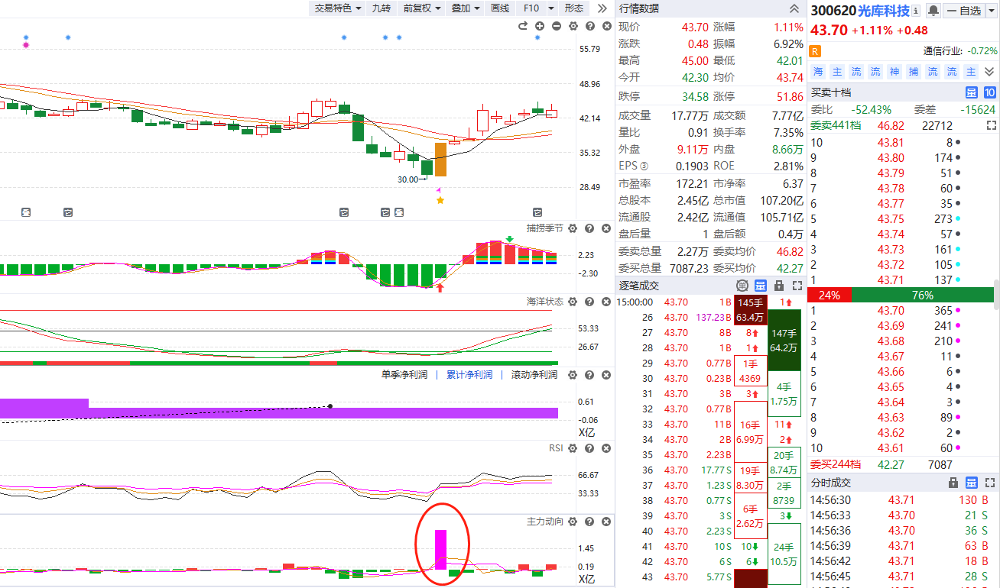 交易特色 九转 前复权 叠加 画线 F10 形态
55.79
48.96
42.14
35.32
28.49
30.00
捕捞季节
2.23
-2.30
海洋状态
53.33
26.67
单季净利润 | 累计净利润 | 滚动净利润
0.61
-0.06
X亿
RSI
66.67
33.33
主力动向
1.45
0.19
X亿
行情数据
现价 43.70 涨幅 1.11%
涨跌 0.48 振幅 6.92%
最高 45.00 最低 42.01
今开 42.30 均价 43.74
跌停 34.58 涨停 51.86
成交量 17.77万 成交额 7.77亿
量比 0.91 换手率 7.35%
外盘 9.11万 内盘 8.66万
EPS③ 0.1903 ROE 2.81%
市盈率 172.21 市净率 6.37
总股本 2.45亿 总市值 107.20亿
流通股 2.42亿 流通值 105.71亿
盘后量 1 盘后额 0.4万
委卖总量 2.27万 委卖均价 46.82
委买总量 7087.23 委买均价 42.27
逐笔成交 单 量
15:00:00 43.70 1 B 145手 1
26 43.70 137.23 B 63.4万
27 43.70 8 B 8 147手
28 43.70 1 B 1 64.2万
29 43.70 0.77 B 1手
30 43.70 0.23 B 4369 4手
31 43.70 3 B 3 1.75万
32 43.70 0.77 B
33 43.70 11 B 16手 11
34 43.70 2 B 6.99万 2
35 43.70 2.23 B 20手
36 43.70 17.77 S 19手 8.74万
37 43.70 1.23 S 8.30万 2手
38 43.70 0.77 S 6手 8739
39 43.70 3 S 2.62万 3
40 43.70 2.23 S
41 43.70 10 S 10 24手
42 43.70 6 S 6 10.5万
43 43.70 5.77 S
300620 光库科技 自选
43.70 +1.11% +0.48
R 通信行业: -0.72%
海 主 流 流 神 捕 流 流 主
买卖十档 量 10
委比 -52.43% 委差 -15624
委卖441档 46.82 22712
10 43.81 8
9 43.80 174
8 43.79 51
7 43.78 60
6 43.77 35
5 43.75 273
4 43.74 57
3 43.73 161
2 43.72 105
1 43.71 137
24% 76%
1 43.70 365
2 43.69 241
3 43.68 210
4 43.67 11
5 43.66 6
6 43.65 4
7 43.64 3
8 43.63 89
9 43.62 2
10 43.61 60
委买244档 42.27 7087
分时成交 量
14:56:30 43.71 130 B
14:56:33 43.70 21 S
14:56:36 43.70 36 S
14:56:39 43.71 63 B
14:56:42 43.71 18 B
14:56:45 43.71 28 S